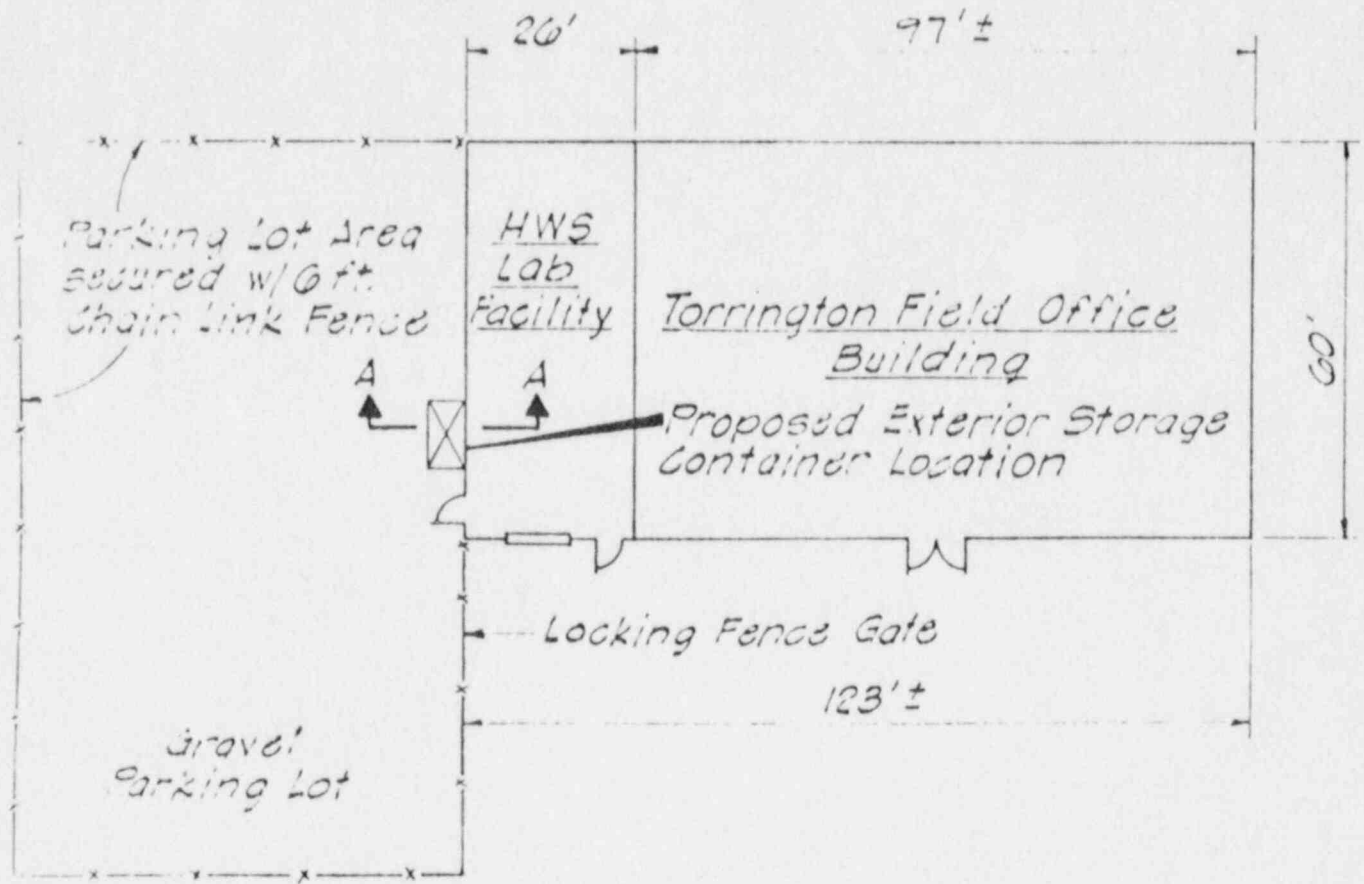 26'
97'±
Parking Lot Area
secured w/6 ft.
Chain Link Fence
HWS
Lab
Facility
Torrington Field Office
Building
60'
A
A
Proposed Exterior Storage
Container Location
Locking Fence Gate
123'±
Gravel
Parking Lot